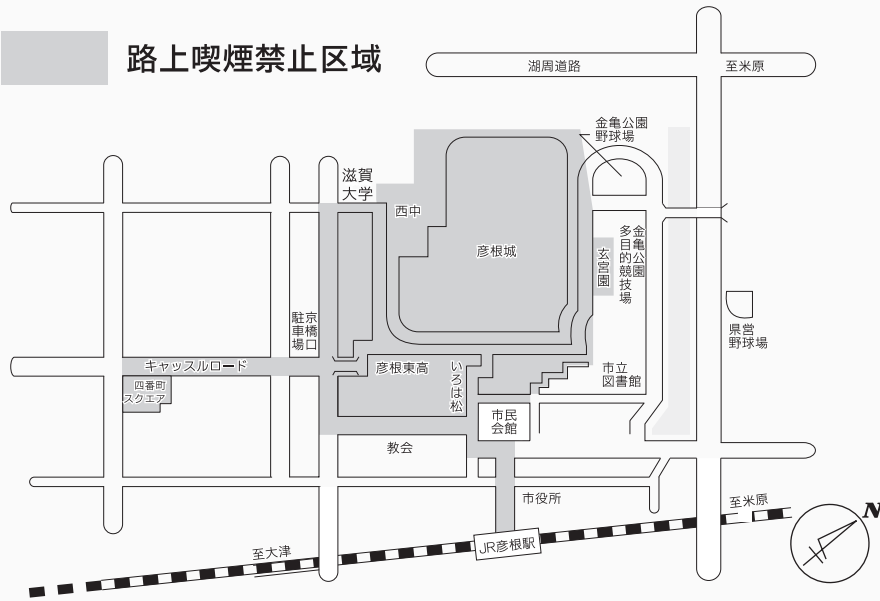 路上喫煙禁止区域
湖周道路
至米原
金亀公園
野球場
滋賀
大学
西中
彦根城
玄宮園
金亀公園
多目的競技場
県営
野球場
京橋口
駐車場
キャッスルロード
彦根東高
いろは松
市立
図書館
四番町
スクエア
市民
会館
教会
市役所
至米原
JR彦根駅
至大津
N